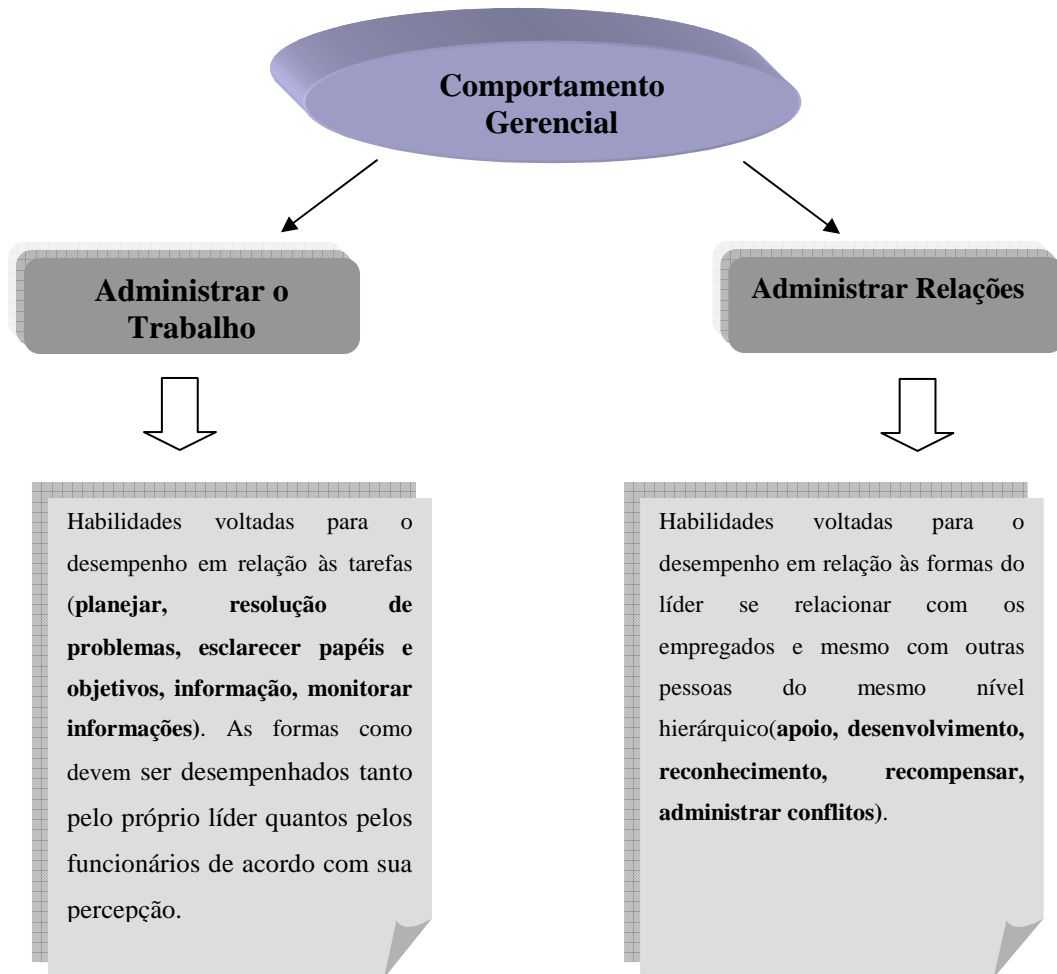 Comportamento
Gerencial
Administrar o
Trabalho
Administrar Relações
Habilidades voltadas para o
desempenho em relação às tarefas
(planejar, resolução de
problemas, esclarecer papéis e
objetivos, informação, monitorar
informações). As formas como
devem ser desempenhados tanto
pelo próprio líder quantos pelos
funcionários de acordo com sua
percepção.
Habilidades voltadas para o
desempenho em relação às formas do
líder se relacionar com os
empregados e mesmo com outras
pessoas do mesmo nível
hierárquico(apoio, desenvolvimento,
reconhecimento, recompensar,
administrar conflitos).